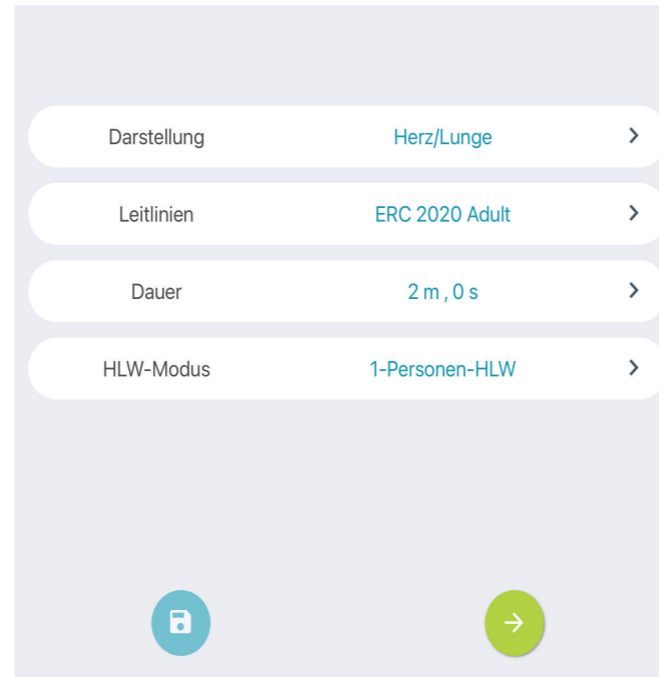 Darstellung Herz/Lunge
Leitlinien ERC 2020 Adult
Dauer 2 m , 0 s
HLW-Modus 1-Personen-HLW